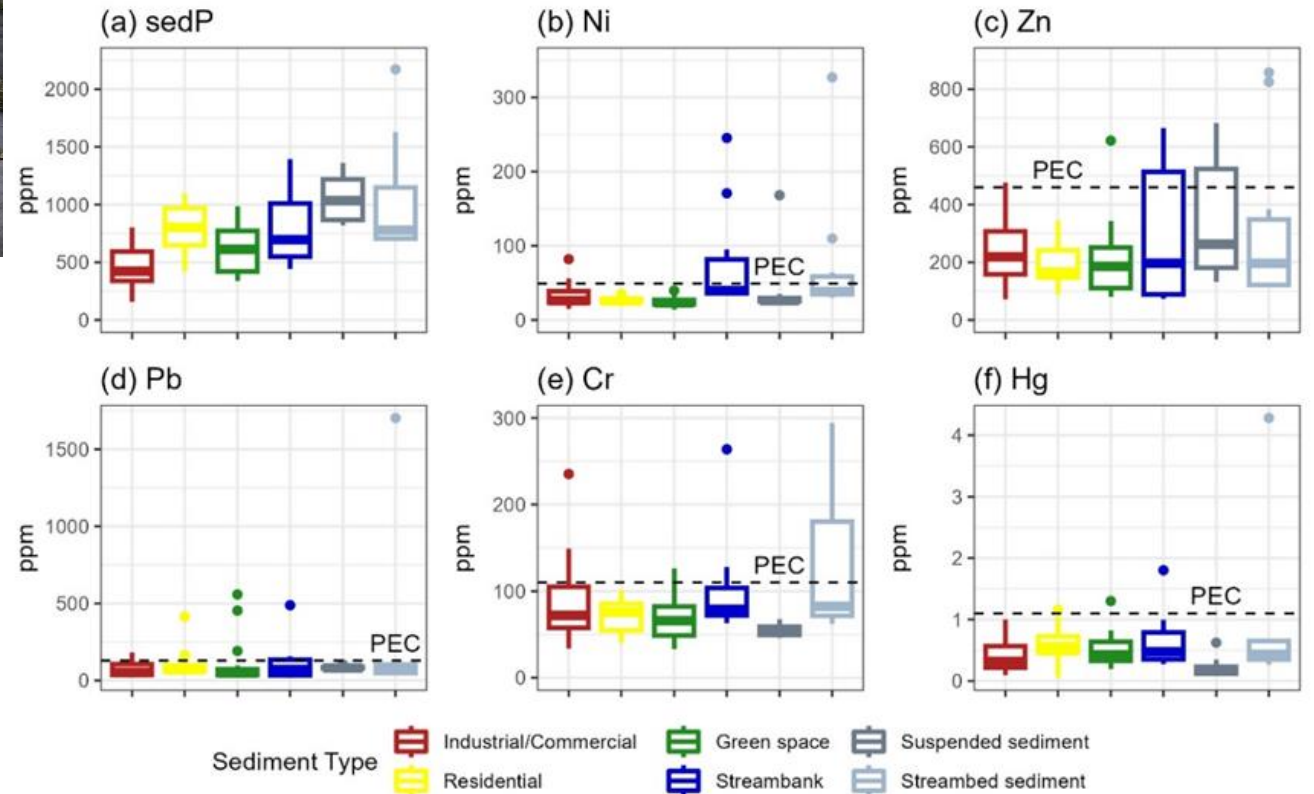 (a) sedP
(b) Ni
(c) Zn
2000
1500
1000
500
0
ppm
300
200
100
0
ppm
PEC
800
600
400
200
0
ppm
PEC
(d) Pb
(e) Cr
(f) Hg
1500
1000
500
0
ppm
PEC
300
200
100
0
ppm
PEC
4
3
2
1
0
ppm
PEC
Sediment Type
Industrial/Commercial
Green space
Suspended sediment
Residential
Streambank
Streambed sediment